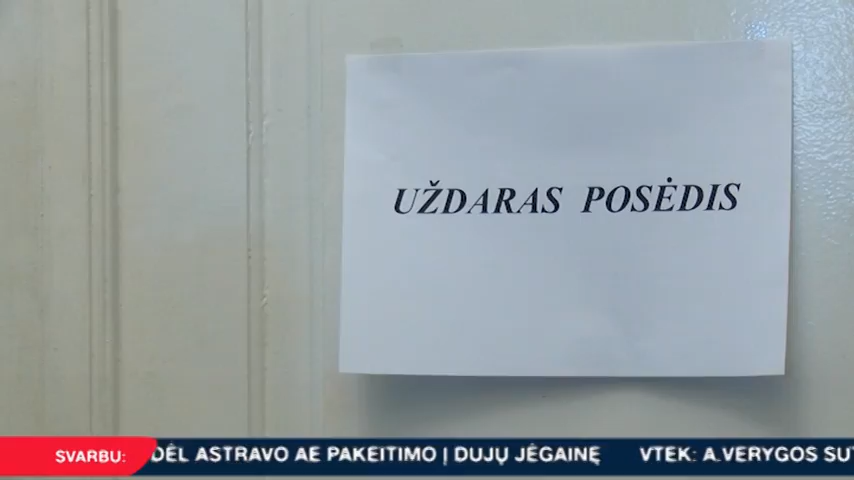 UŽDARAS POSĖDIS
SVARBU: DĖL ASTRAVO AE PAKEITIMO Į DUJŲ JĖGAINĘ VTEK: A.VERYGOS